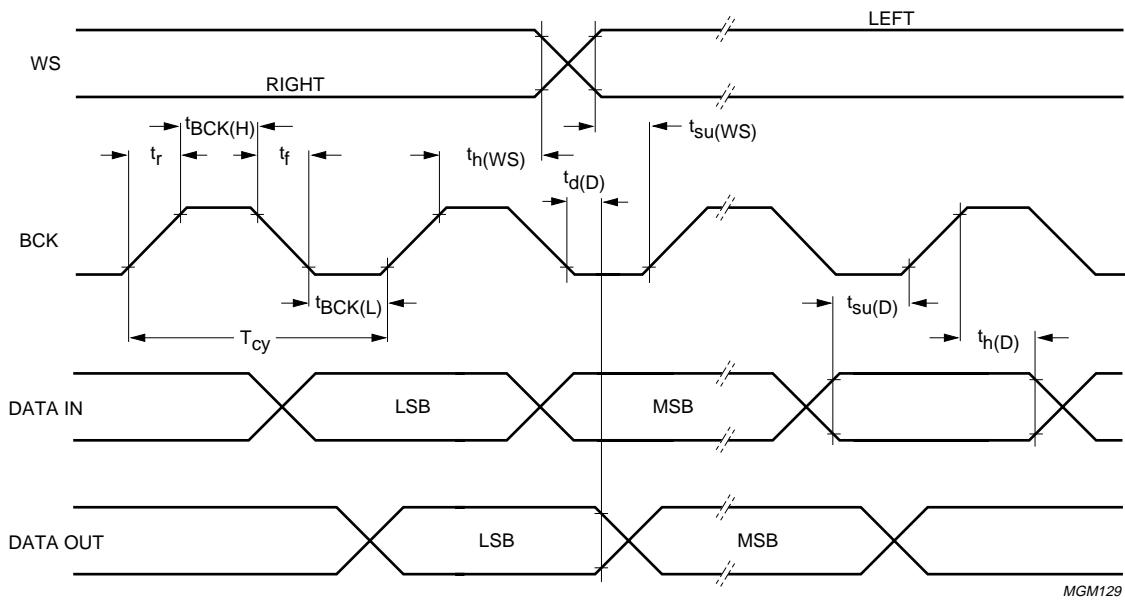 LEFT
WS
RIGHT
tBCK(H)
tsu(WS)
tr
tf
th(WS)
td(D)
BCK
tBCK(L)
tsu(D)
Tcy
th(D)
DATA IN
LSB
MSB
DATA OUT
LSB
MSB
MGM129